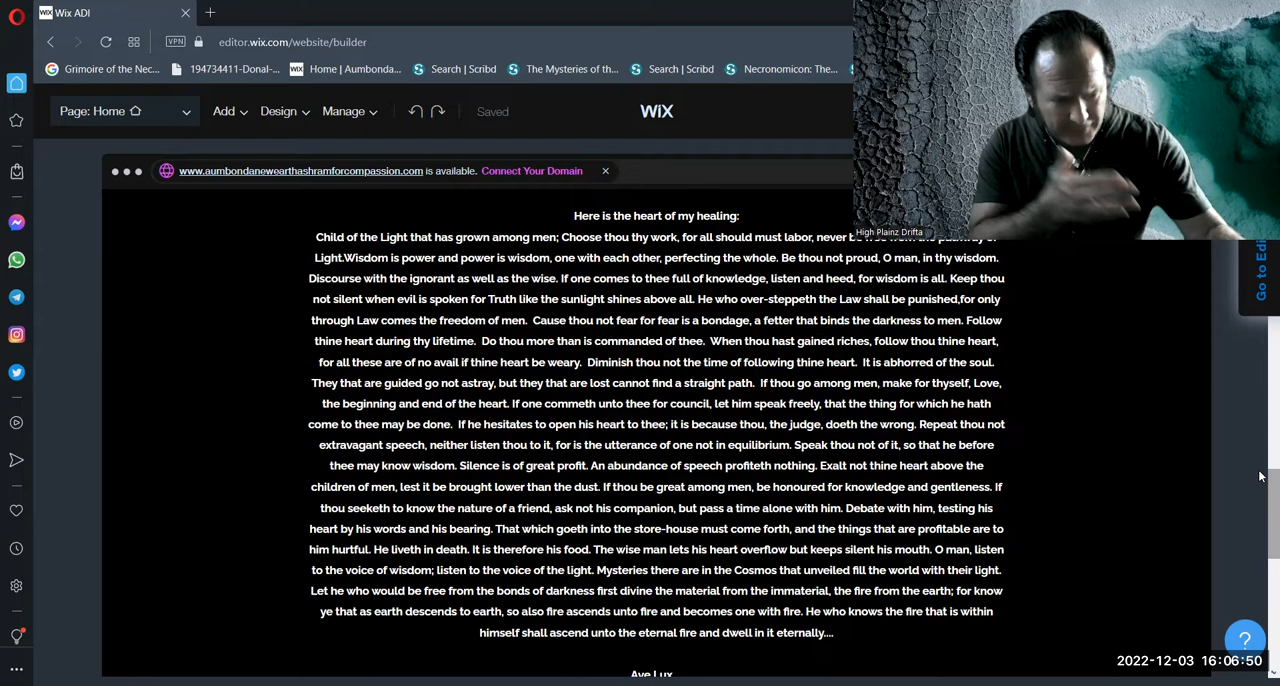 WIX Wix ADI
VPN editor.wix.com/website/builder
G Grimoire of the Nec... 194734411-Donal-... WIX Home | Aumbonda... S Search | Scribd S The Mysteries of th... S Search | Scribd S Necronomicon: The...
Page: Home Add Design Manage Saved WiX
www.aumbondanewearthashramforcompassion.com is available. Connect Your Domain
High Plainz Drifta
Go to Edi
Here is the heart of my healing:
Child of the Light that has grown among men; Choose thou thy work, for all should must labor, never be free from the pathway of
Light.Wisdom is power and power is wisdom, one with each other, perfecting the whole. Be thou not proud, O man, in thy wisdom.
Discourse with the ignorant as well as the wise. If one comes to thee full of knowledge, listen and heed, for wisdom is all. Keep thou
not silent when evil is spoken for Truth like the sunlight shines above all. He who over-steppeth the Law shall be punished,for only
through Law comes the freedom of men. Cause thou not fear for fear is a bondage, a fetter that binds the darkness to men. Follow
thine heart during thy lifetime. Do thou more than is commanded of thee. When thou hast gained riches, follow thou thine heart,
for all these are of no avail if thine heart be weary. Diminish thou not the time of following thine heart. It is abhorred of the soul.
They that are guided go not astray, but they that are lost cannot find a straight path. If thou go among men, make for thyself, Love,
the beginning and end of the heart. If one commeth unto thee for council, let him speak freely, that the thing for which he hath
come to thee may be done. If he hesitates to open his heart to thee; it is because thou, the judge, doeth the wrong. Repeat thou not
extravagant speech, neither listen thou to it, for is the utterance of one not in equilibrium. Speak thou not of it, so that he before
thee may know wisdom. Silence is of great profit. An abundance of speech profiteth nothing. Exalt not thine heart above the
children of men, lest it be brought lower than the dust. If thou be great among men, be honoured for knowledge and gentleness. If
thou seeketh to know the nature of a friend, ask not his companion, but pass a time alone with him. Debate with him, testing his
heart by his words and his bearing. That which goeth into the store-house must come forth, and the things that are profitable are to
him hurtful. He liveth in death. It is therefore his food. The wise man lets his heart overflow but keeps silent his mouth. O man, listen
to the voice of wisdom; listen to the voice of the light. Mysteries there are in the Cosmos that unveiled fill the world with their light.
Let he who would be free from the bonds of darkness first divine the material from the immaterial, the fire from the earth; for know
ye that as earth descends to earth, so also fire ascends unto fire and becomes one with fire. He who knows the fire that is within
himself shall ascend unto the eternal fire and dwell in it eternally....
Ave Lux
?
2022-12-03 16:06:50